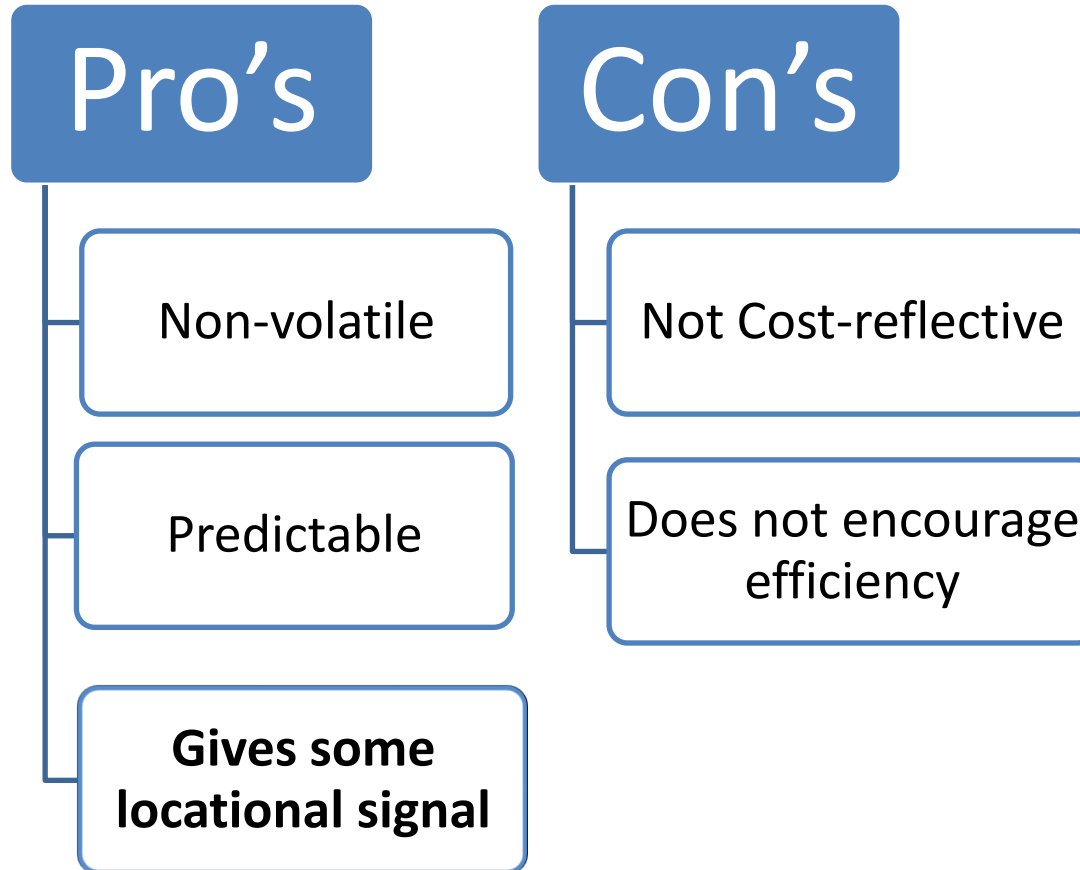 Pro’s
Non-volatile
Predictable
Gives some
locational signal
Con’s
Not Cost-reflective
Does not encourage
efficiency